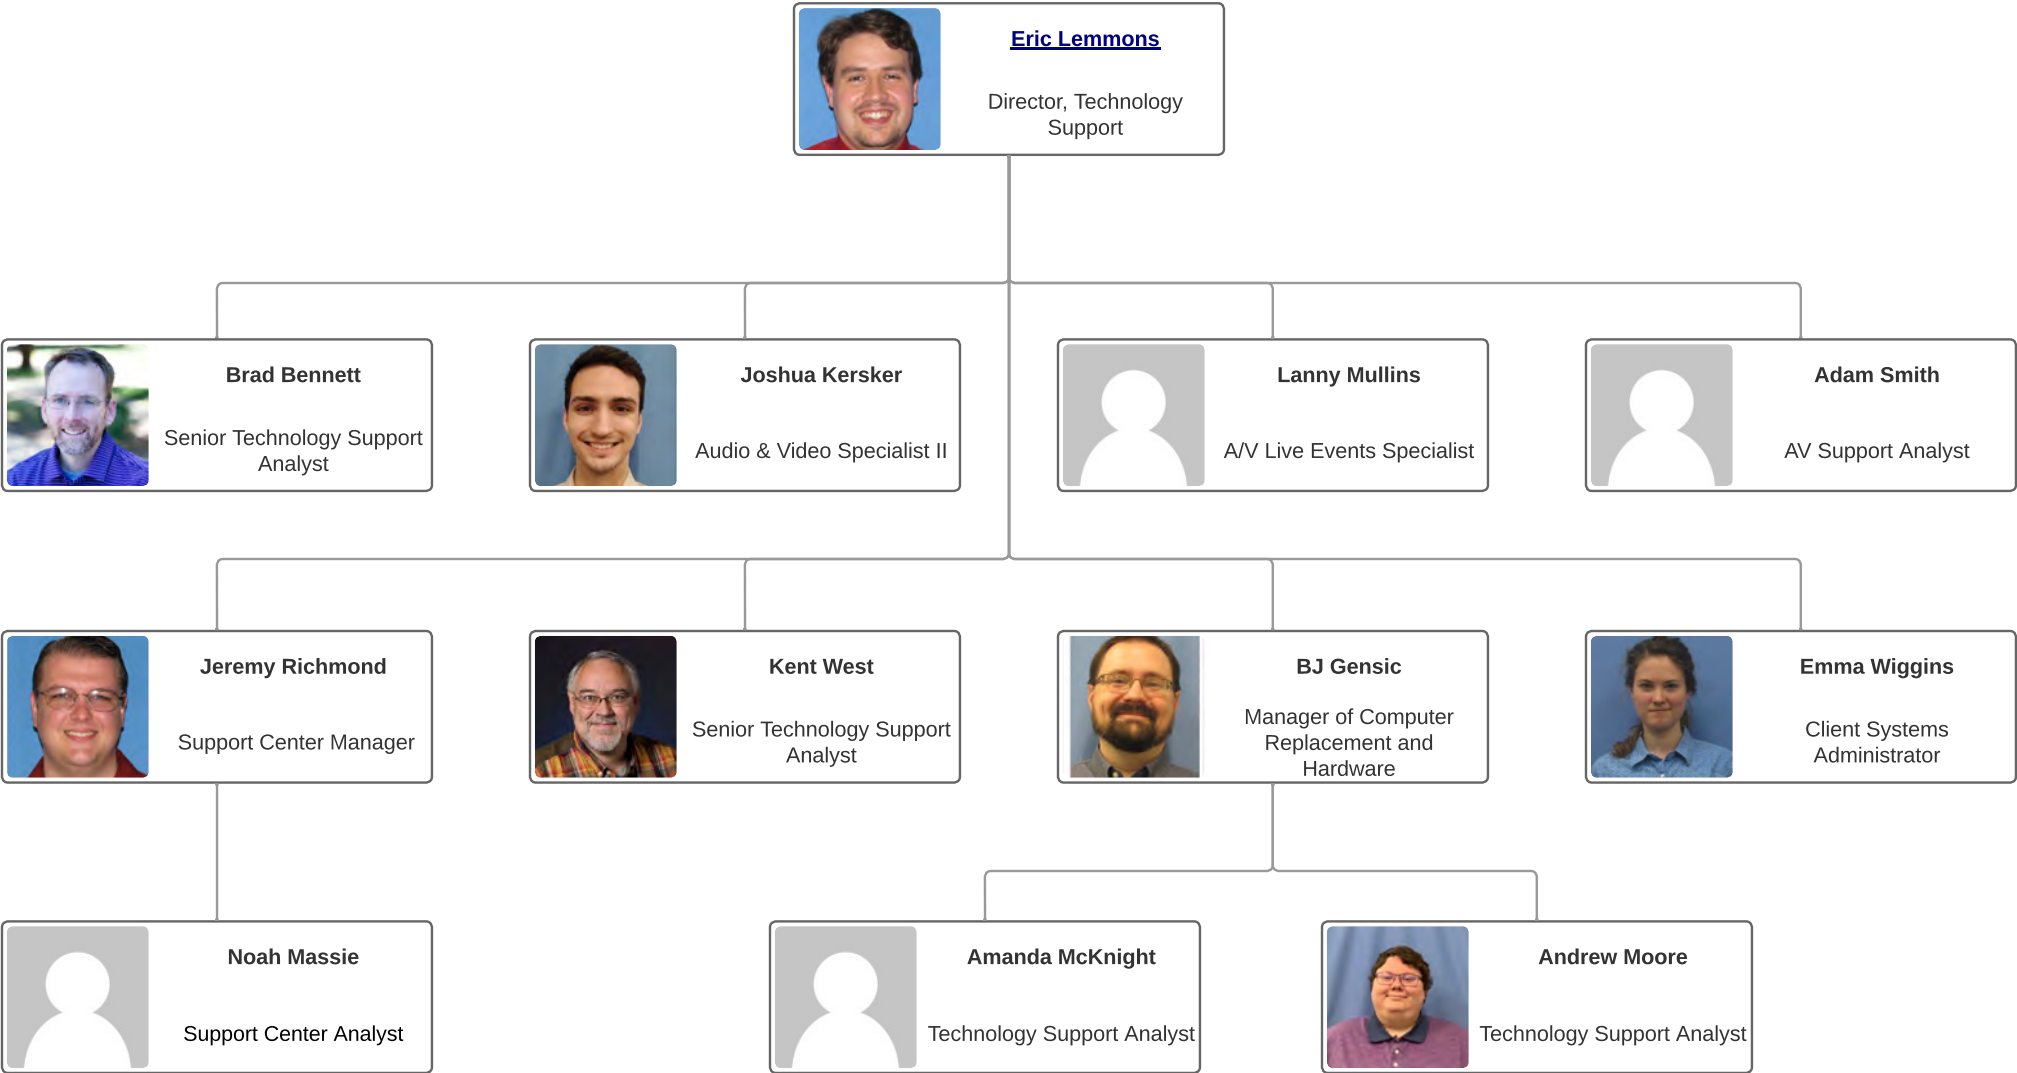 Eric Lemmons
Director, Technology
Support
Brad Bennett
Senior Technology Support
Analyst
Joshua Kersker
Audio & Video Specialist II
Lanny Mullins
A/V Live Events Specialist
Adam Smith
AV Support Analyst
Jeremy Richmond
Support Center Manager
Kent West
Senior Technology Support
Analyst
BJ Gensic
Manager of Computer
Replacement and
Hardware
Emma Wiggins
Client Systems
Administrator
Noah Massie
Support Center Analyst
Amanda McKnight
Technology Support Analyst
Andrew Moore
Technology Support Analyst